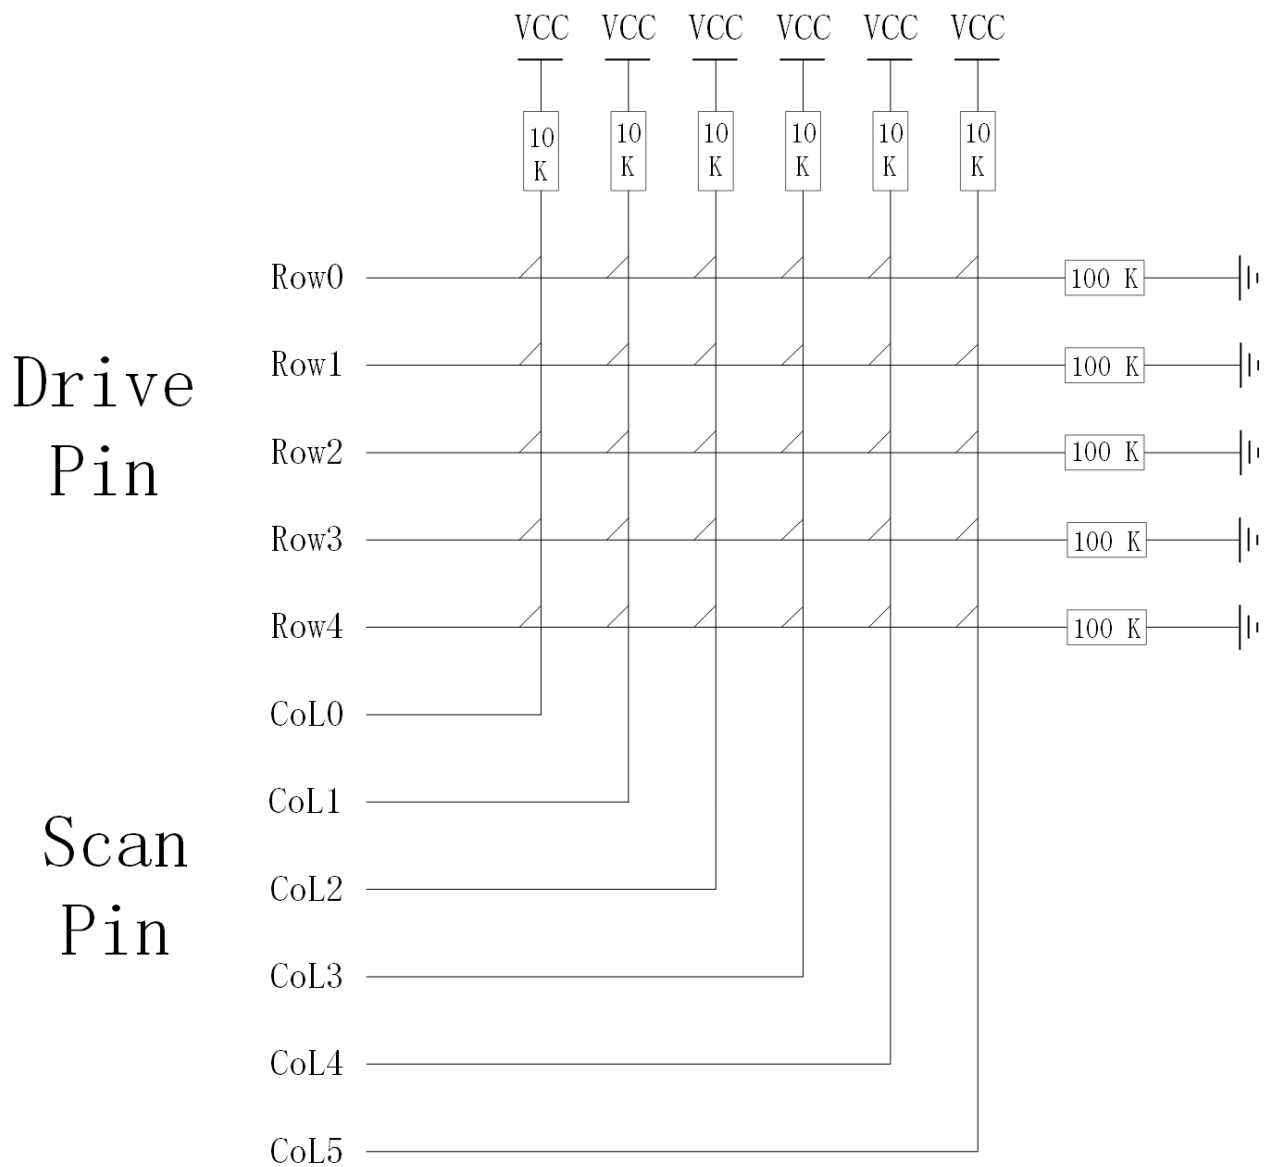 VCC VCC VCC VCC VCC VCC
10 10 10 10 10 10
K K K K K K
Row0 100 K
Row1 100 K
Drive
Pin
Row2 100 K
Row3 100 K
Row4 100 K
CoL0
CoL1
Scan
Pin
CoL2
CoL3
CoL4
CoL5